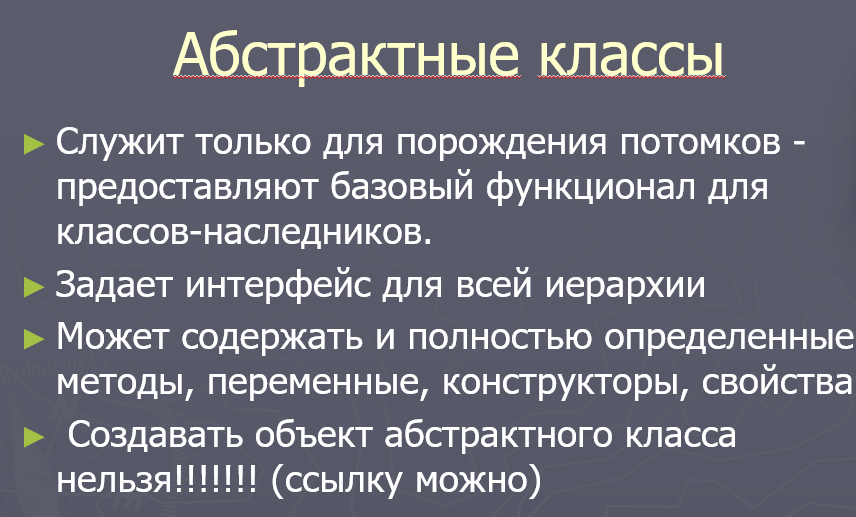 Абстрактные классы
Служит только для порождения потомков -
предоставляют базовый функционал для
классов-наследников.
Задает интерфейс для всей иерархии
Может содержать и полностью определенные
методы, переменные, конструкторы, свойства
Создавать объект абстрактного класса
нельзя!!!!!!! (ссылку можно)